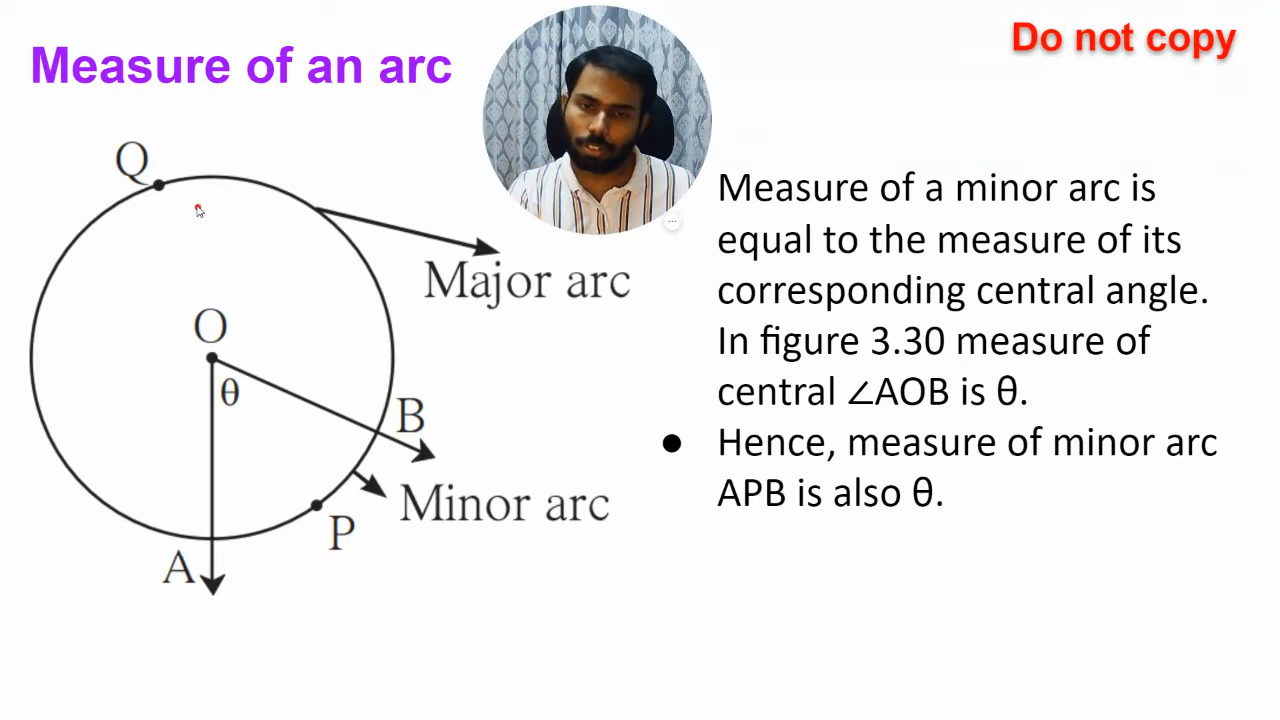 Measure of an arc
Do not copy
Q
Major arc
O
θ
B
Minor arc
P
A
Measure of a minor arc is
equal to the measure of its
corresponding central angle.
In figure 3.30 measure of
central ∠AOB is θ.
● Hence, measure of minor arc
APB is also θ.